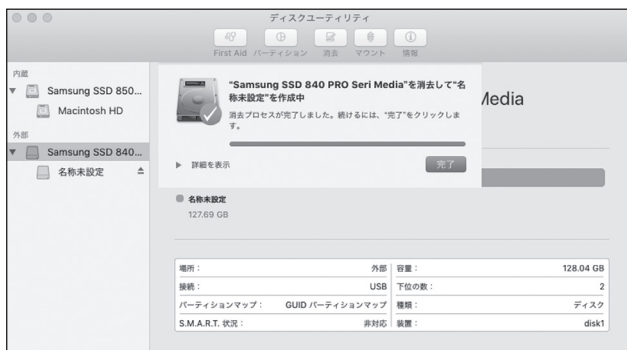 ディスクユーティリティ
First Aid パーティション 消去 マウント 情報
内蔵
Samsung SSD 850...
Macintosh HD
外部
Samsung SSD 840...
名称未設定
"Samsung SSD 840 PRO Seri Media"を消去して"名
称未設定"を作成中
消去プロセスが完了しました。続けるには、"完了"をクリックしま
す。
詳細を表示
完了
Media
名称未設定
127.69 GB
場所： 外部 容量： 128.04 GB
接続： USB 下位の数： 2
パーティションマップ： GUID パーティションマップ 種類： ディスク
S.M.A.R.T. 状況： 非対応 装置： disk1